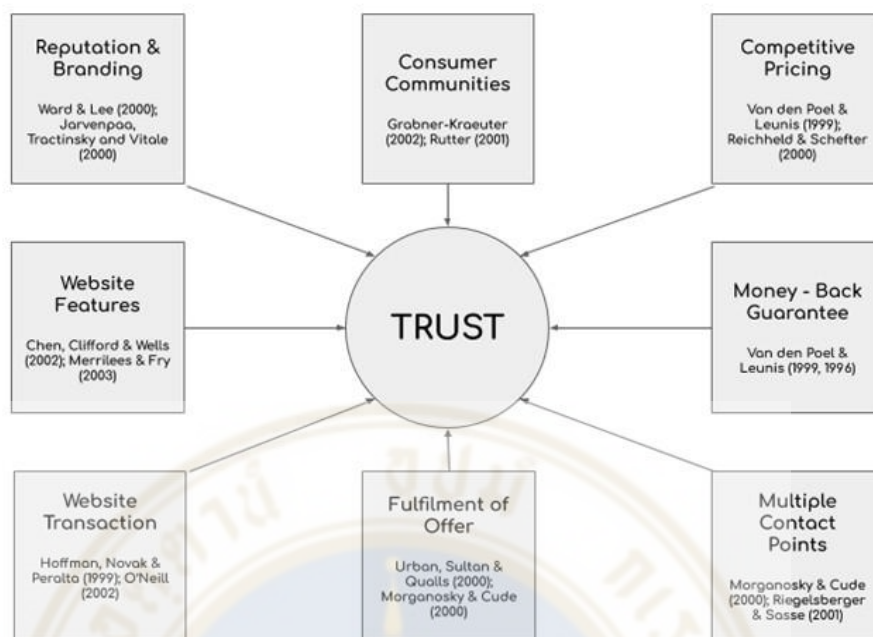 Reputation &
Branding
Ward & Lee (2000);
Jarvenpaa,
Tractinsky and Vitale
(2000)
Consumer
Communities
Grabner-Kraeuter
(2002); Rutter (2001)
Competitive
Pricing
Van den Poel &
Leunis (1999);
Reichheld & Schefter
(2000)
Website
Features
Chen, Clifford & Wells
(2002); Merrilees & Fry
(2003)
TRUST
Money - Back
Guarantee
Van den Poel &
Leunis (1999, 1996)
Website
Transaction
Hoffman, Novak &
Peralta (1999); O'Neill
(2002)
Fulfilment of
Offer
Urban, Sultan &
Qualls (2000);
Morganosky & Cude
(2000)
Multiple
Contact
Points
Morganosky & Cude
(2000); Riegelsberger
& Sasse (2001)